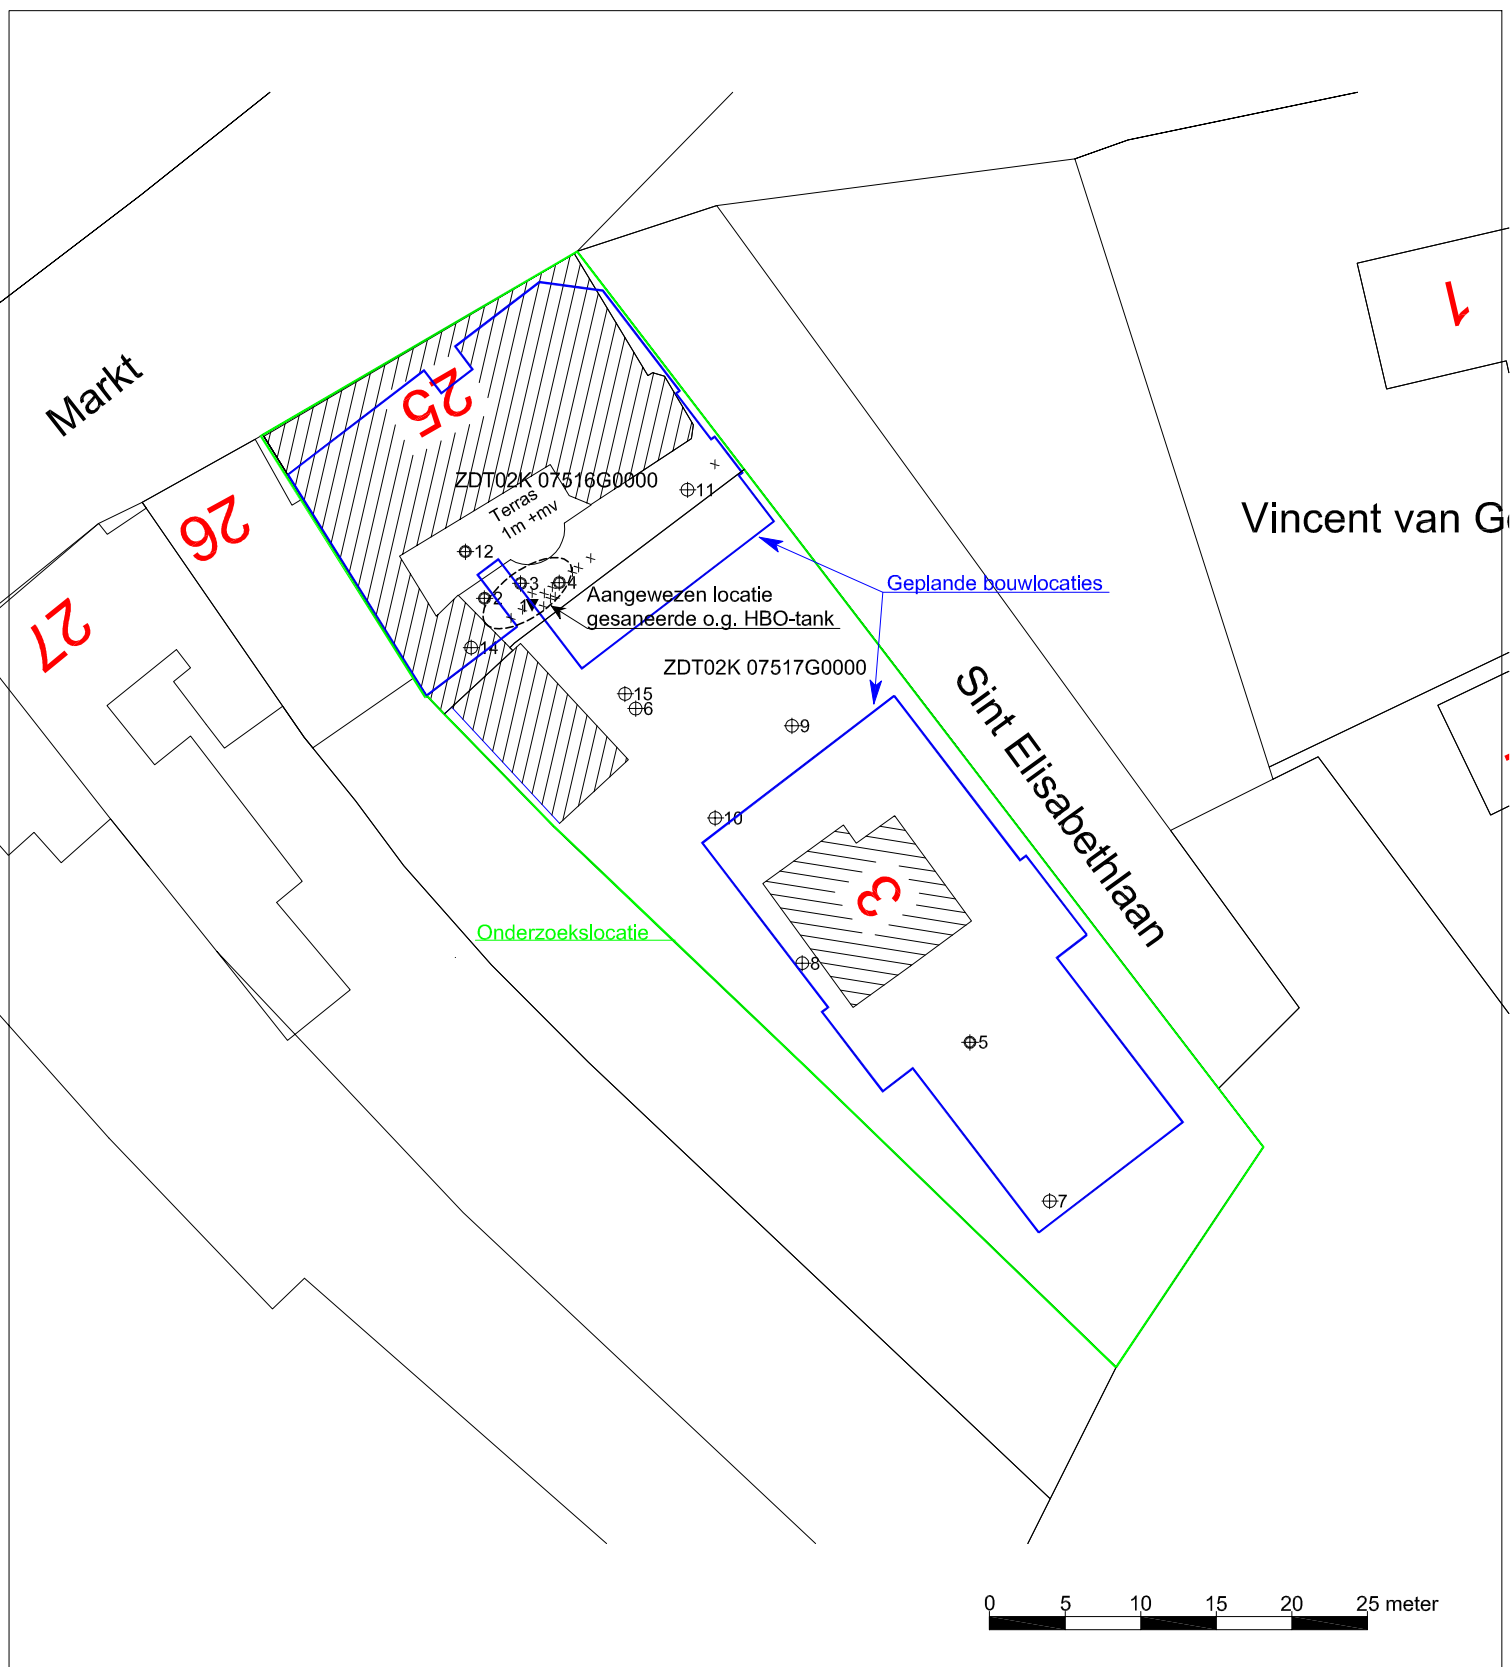 1
Markt
25
ZDT02K 07516G0000
11
Terras
1m +mv
26
Vincent van G
12
3
4
Geplande bouwlocaties
2
1
Aangewezen locatie
gesaneerde o.g. HBO-tank
27
14
ZDT02K 07517G0000
15
6
9
Sint Elisabethlaan
10
3
Onderzoekslocatie
8
5
7
0 5 10 15 20 25 meter